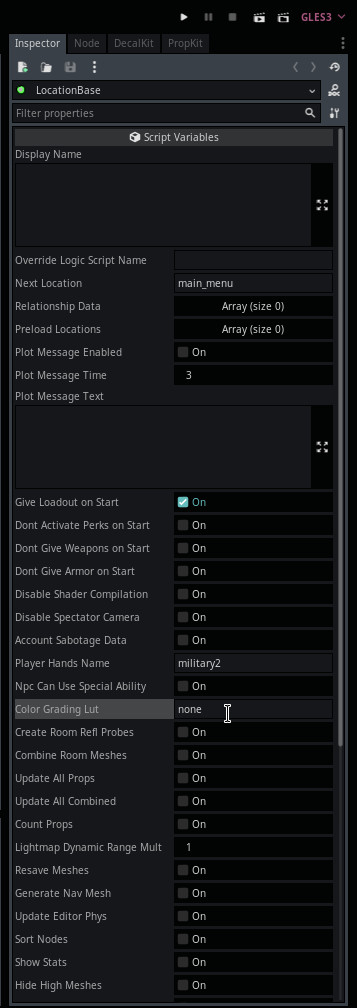 GLES3
Inspector Node DecalKit PropKit
LocationBase
Filter properties
Script Variables
Display Name
Override Logic Script Name
Next Location main_menu
Relationship Data Array (size 0)
Preload Locations Array (size 0)
Plot Message Enabled On
Plot Message Time 3
Plot Message Text
Give Loadout on Start On
Dont Activate Perks on Start On
Dont Give Weapons on Start On
Dont Give Armor on Start On
Disable Shader Compilation On
Disable Spectator Camera On
Account Sabotage Data On
Player Hands Name military2
Npc Can Use Special Ability On
Color Grading Lut none
Create Room Refl Probes On
Combine Room Meshes On
Update All Props On
Update All Combined On
Count Props On
Lightmap Dynamic Range Mult 1
Resave Meshes On
Generate Nav Mesh On
Update Editor Phys On
Sort Nodes On
Show Stats On
Hide High Meshes On